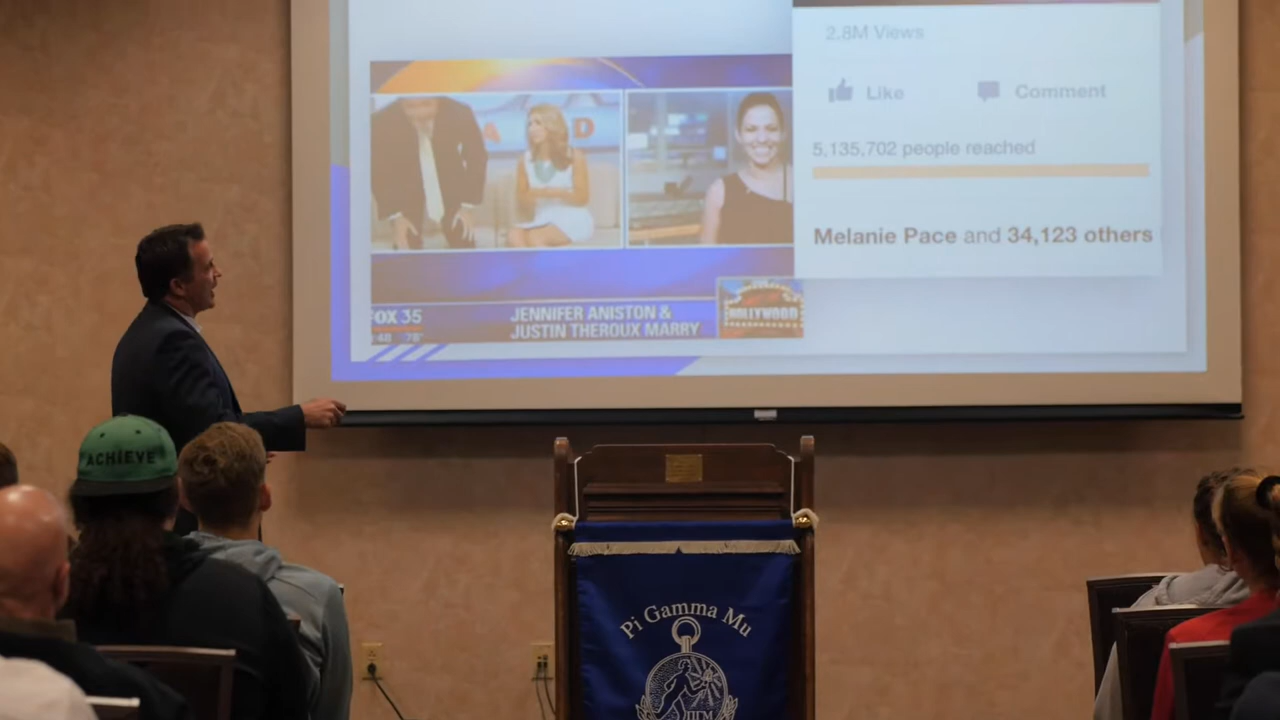 2.8M Views
Like
Comment
5,135,702 people reached
Melanie Pace and 34,123 others
FOX 35
JENNIFER ANISTON &
JUSTIN THEROUX MARRY
HOLLYWOOD
ACHIEVE
Pi Gamma Mu
ΠΓΜ